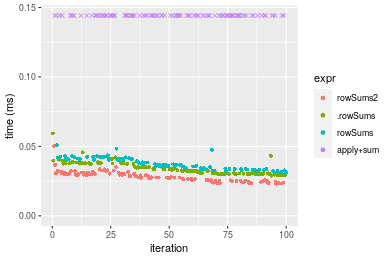 0.15
0.10
0.05
0.00
time (ms)
0
25
50
75
100
iteration
expr
rowSums2
.rowSums
rowSums
apply+sum